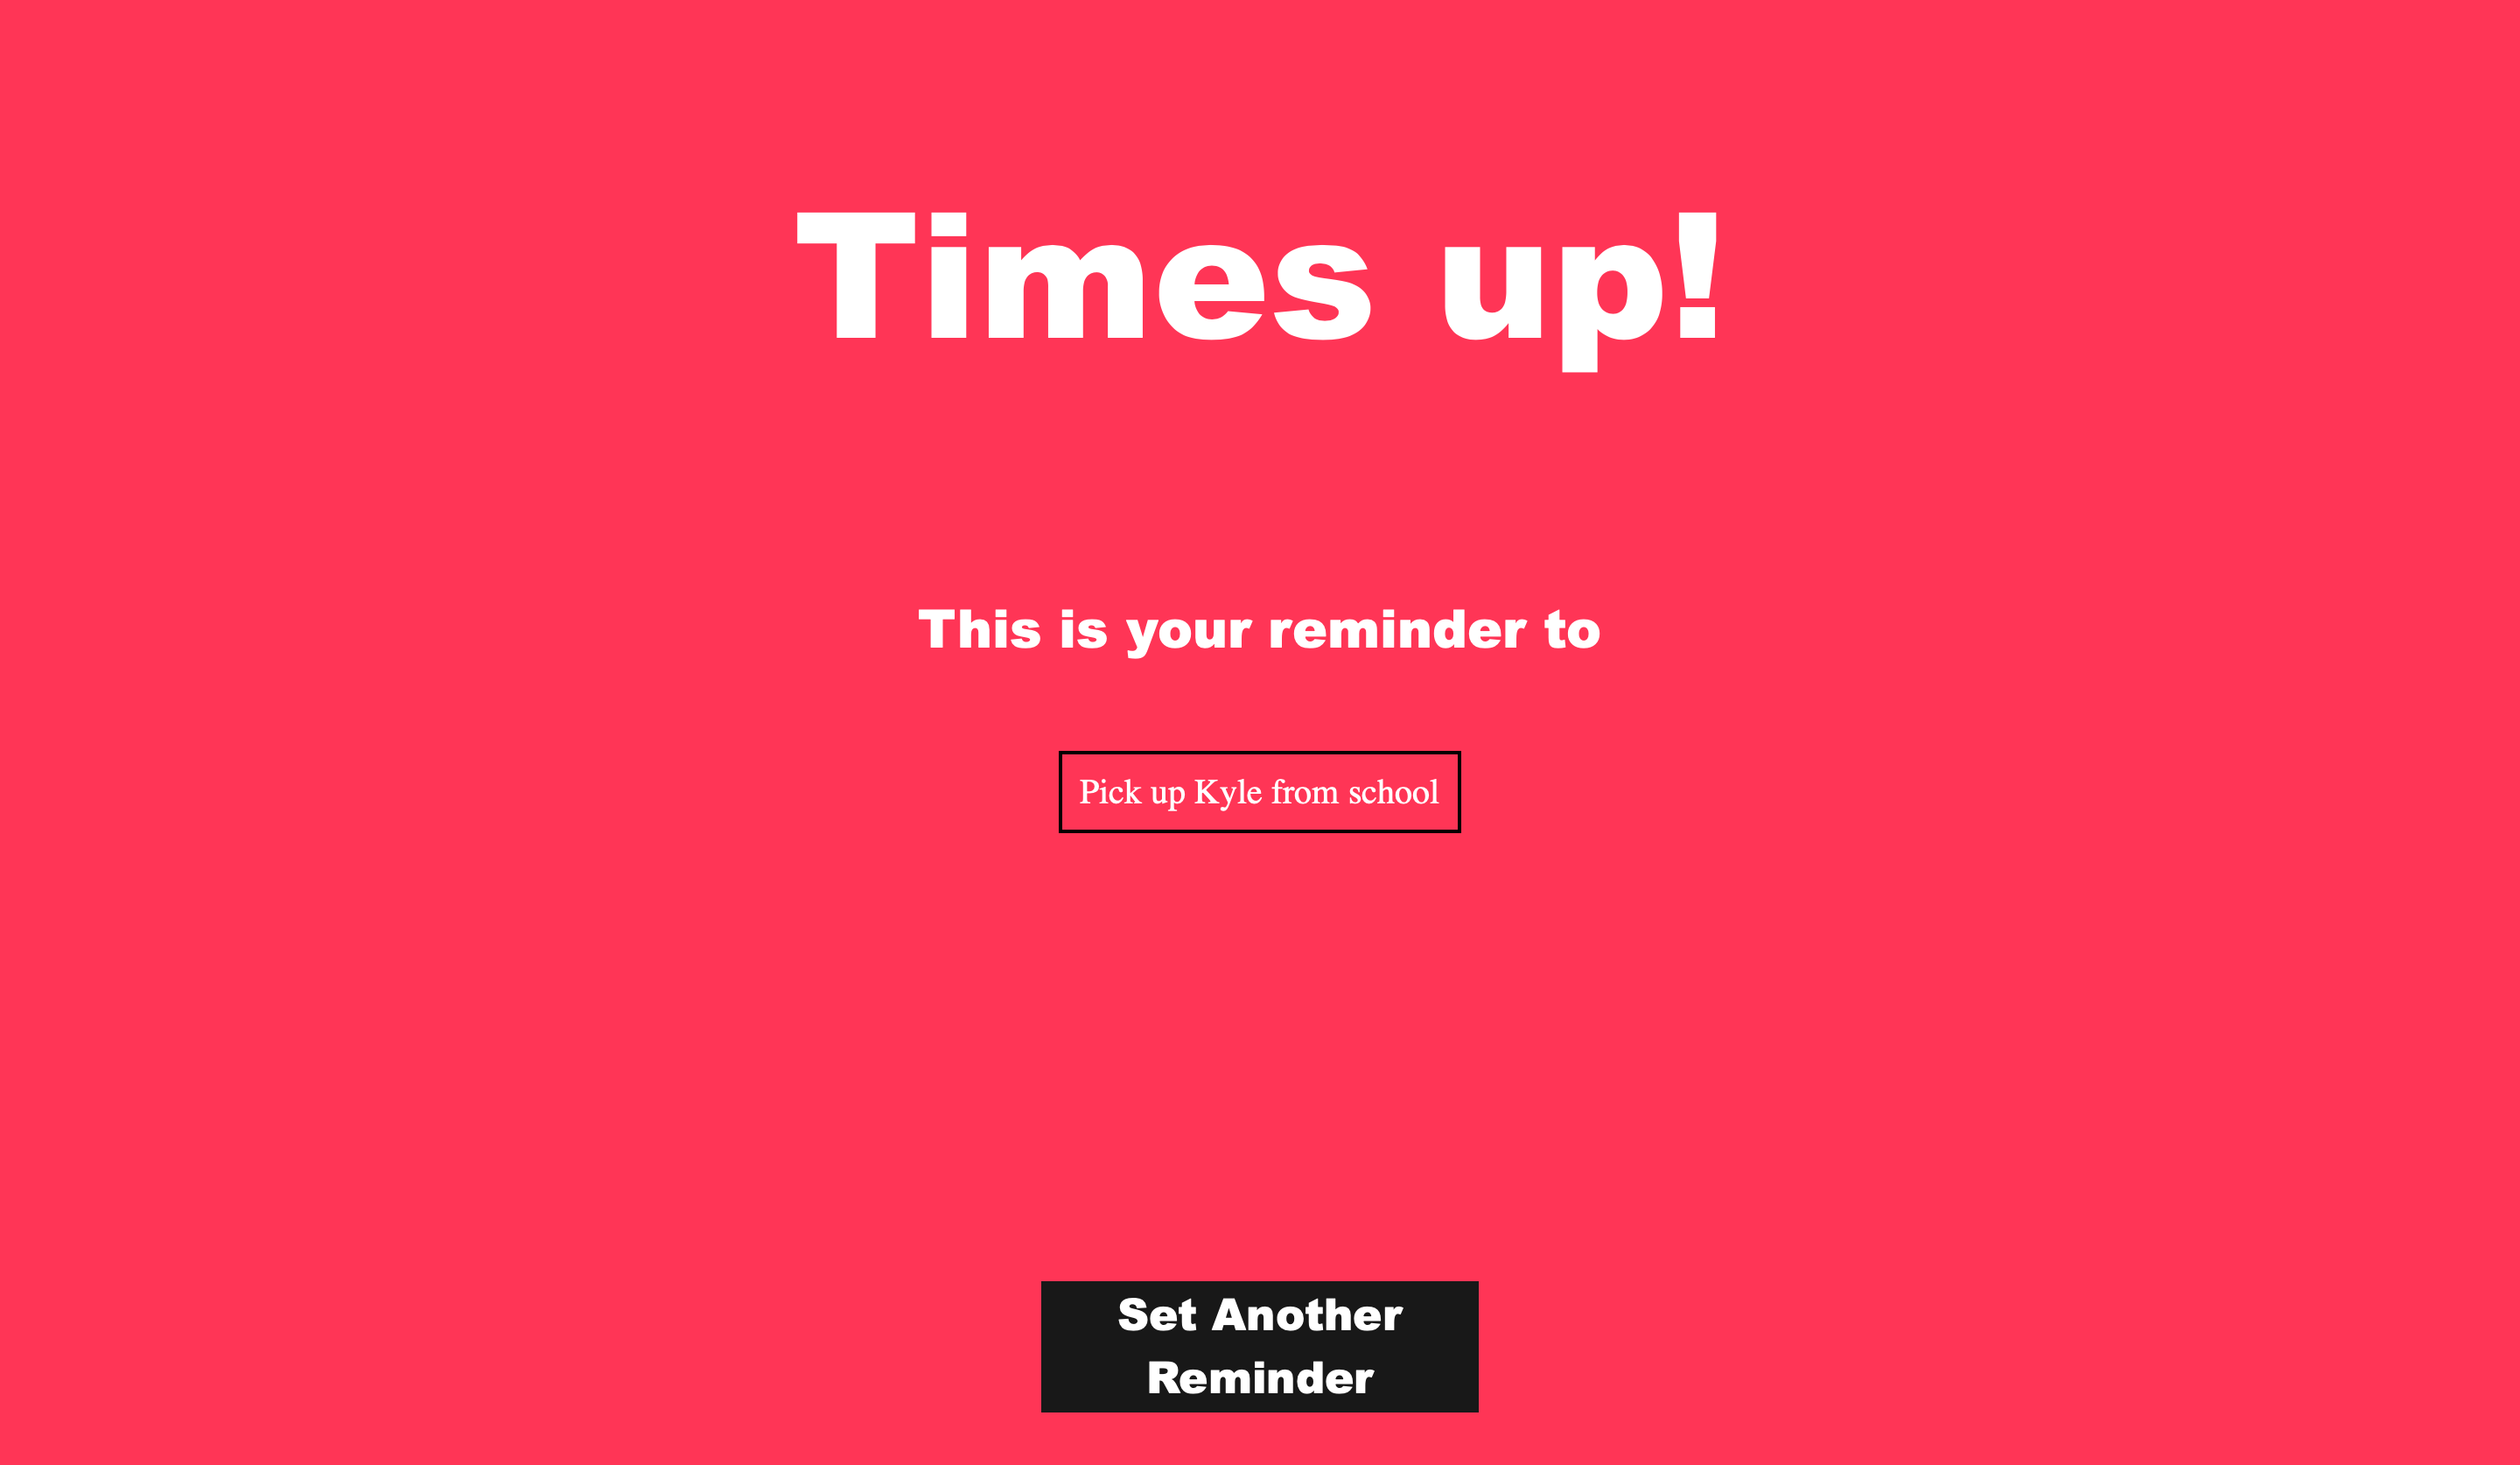 Times up!
This is your reminder to
Pick up Kyle from school
Set Another
Reminder